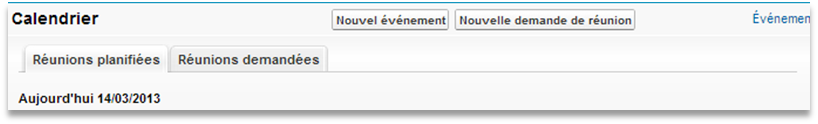 Calendrier Nouvel événement Nouvelle demande de réunion Événemen
Réunions planifiées Réunions demandées
Aujourd'hui 14/03/2013